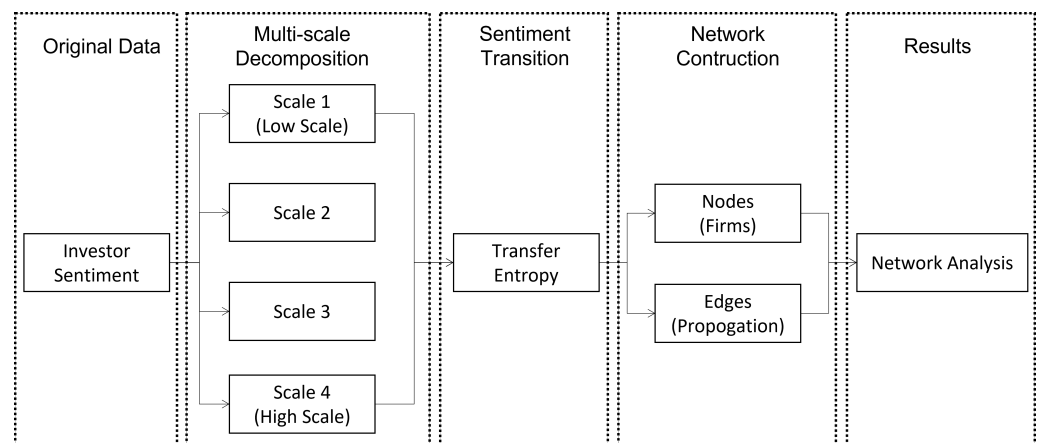 Original Data
Multi-scale
Decomposition
Sentiment
Transition
Network
Contruction
Results
Scale 1
(Low Scale)
Scale 2
Scale 3
Scale 4
(High Scale)
Investor
Sentiment
Transfer
Entropy
Nodes
(Firms)
Edges
(Propogation)
Network Analysis